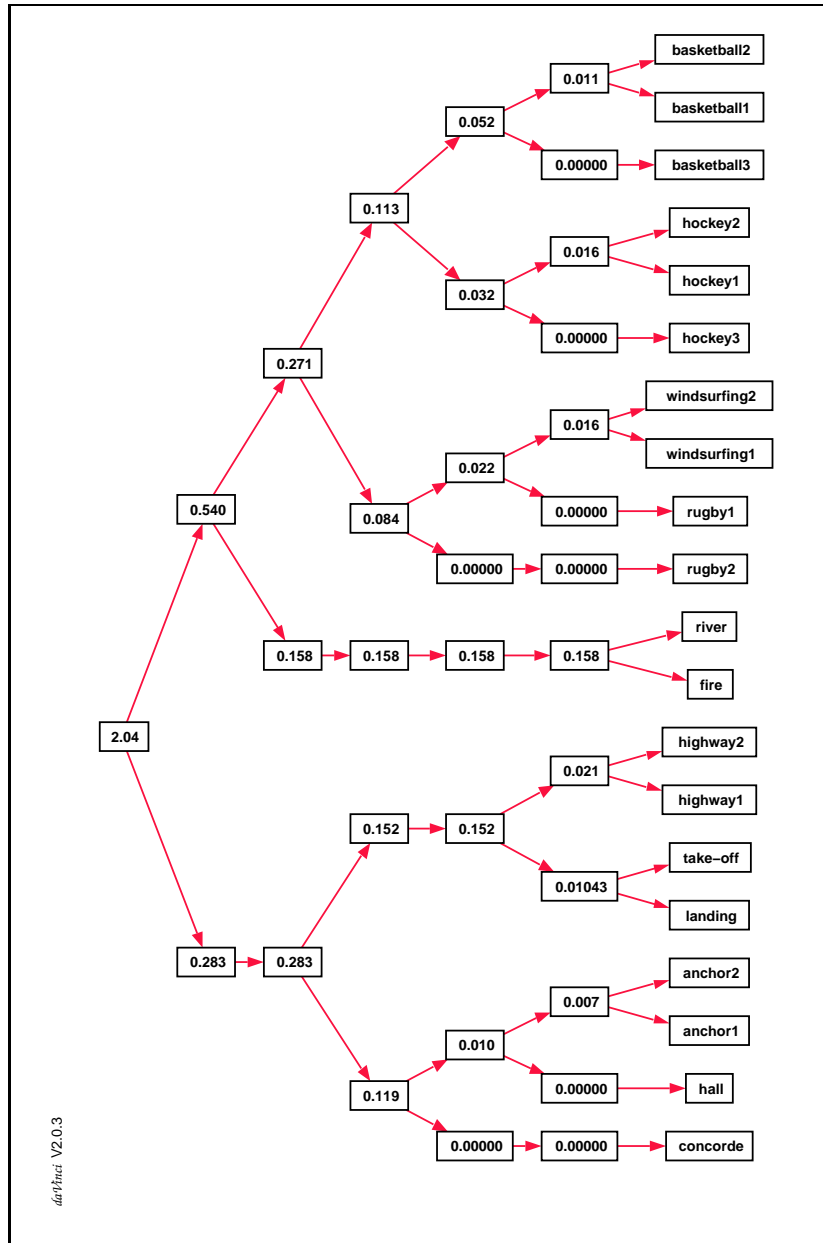 basketball2
0.011
basketball1
0.052
0.00000
basketball3
0.113
hockey2
0.016
hockey1
0.032
0.00000
hockey3
0.271
windsurfing2
0.016
windsurfing1
0.022
0.540
0.084
0.00000
rugby1
0.00000
0.00000
rugby2
river
0.158
0.158
0.158
0.158
fire
2.04
highway2
0.021
highway1
0.152
0.152
take–off
0.01043
landing
0.283
0.283
anchor2
0.007
anchor1
0.010
0.119
0.00000
hall
0.00000
0.00000
concorde
daVinci V2.0.3